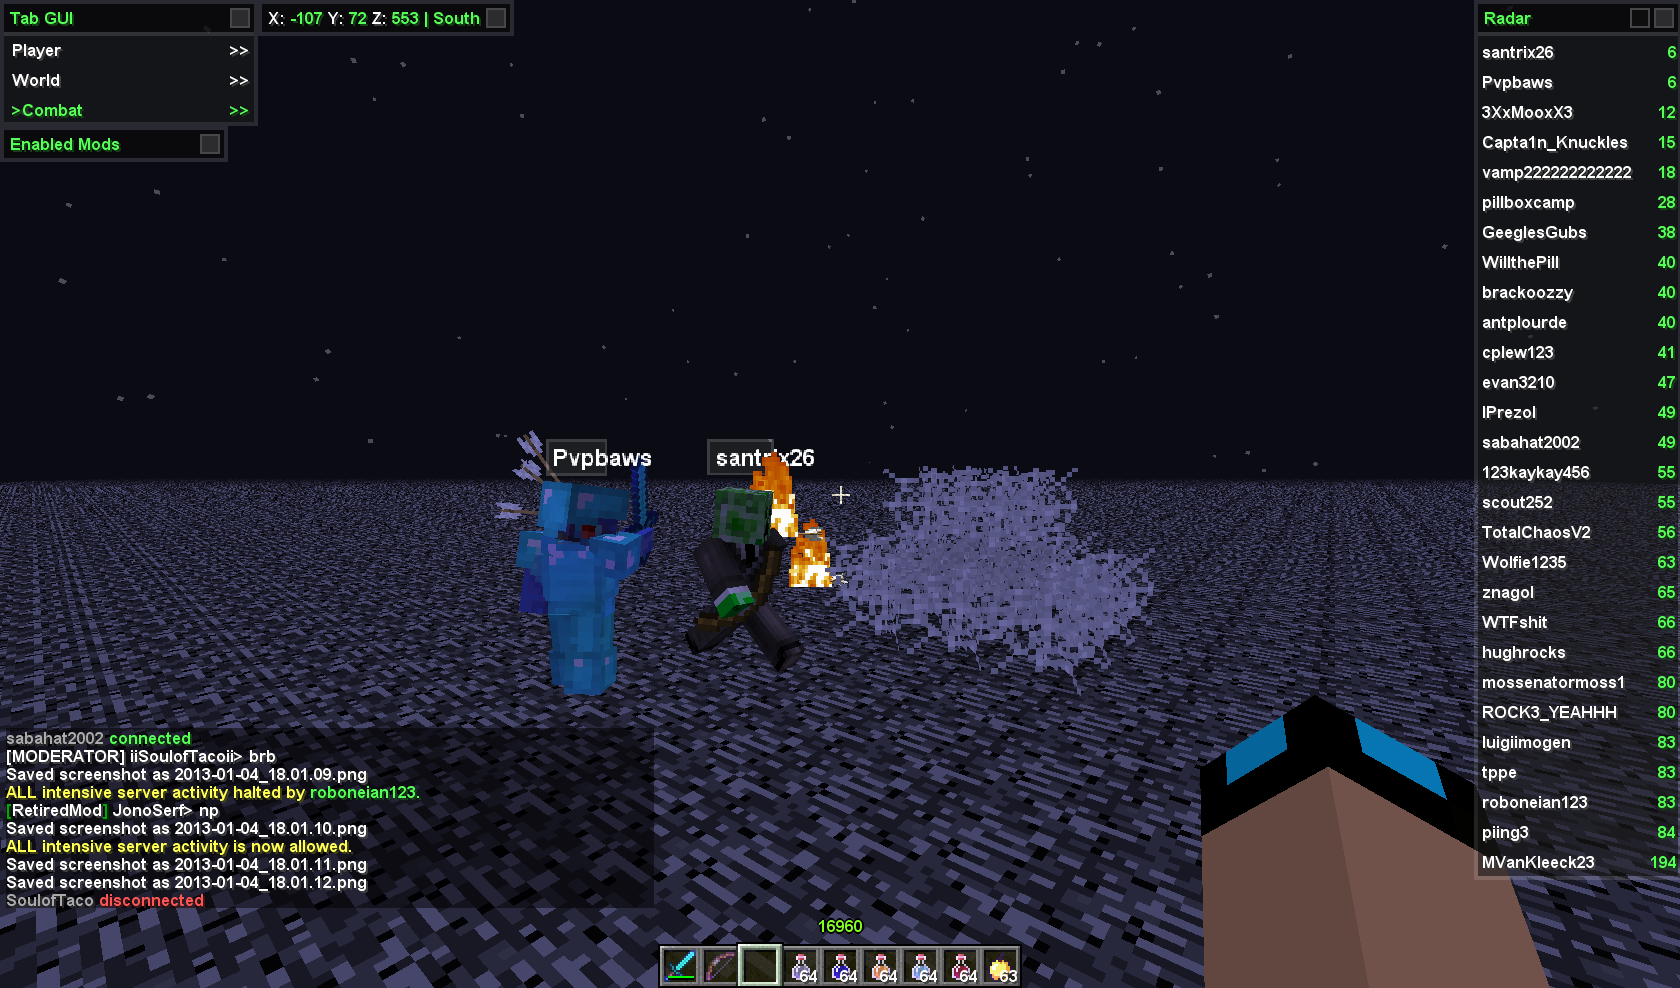 Tab GUI
Player >>
World >>
>Combat >>
Enabled Mods
X: -107 Y: 72 Z: 553 | South
Radar
santrix26 6
Pvpbaws 6
3XxMooxX3 12
Capta1n_Knuckles 15
vamp222222222222 18
pillboxcamp 28
GeeglesGubs 38
WillthePill 40
brackoozzy 40
antplourde 40
cplew123 41
evan3210 47
IPrezol 49
sabahat2002 49
123kaykay456 55
scout252 55
TotalChaosV2 56
Wolfie1235 63
znagol 65
WTFshit 66
hughrocks 66
mossenatormoss1 80
ROCK3_YEAHHH 80
luigiimogen 83
tppe 83
roboneian123 83
piing3 84
MVanKleeck23 194
Pvpbaws
santrix26
sabahat2002 connected
[MODERATOR] iiSoulofTacoii> brb
Saved screenshot as 2013-01-04_18.01.09.png
ALL intensive server activity halted by roboneian123.
[RetiredMod] JonoSerf> np
Saved screenshot as 2013-01-04_18.01.10.png
ALL intensive server activity is now allowed.
Saved screenshot as 2013-01-04_18.01.11.png
Saved screenshot as 2013-01-04_18.01.12.png
SoulofTaco disconnected
16960
64 64 64 64 64 63